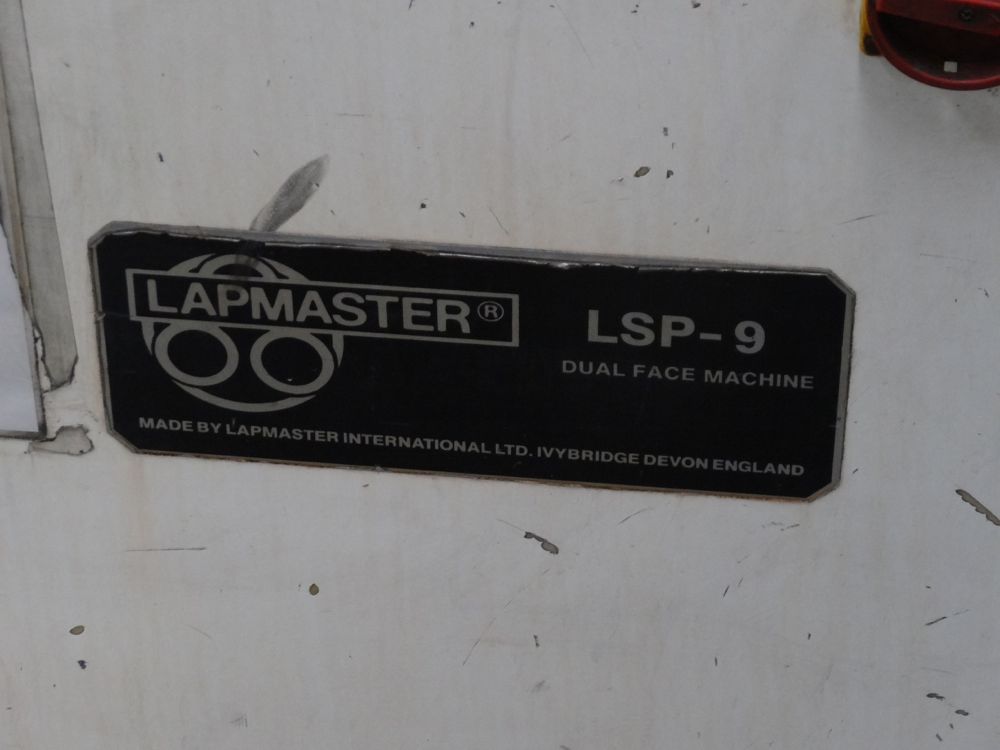 LAPMASTER®
LSP-9
DUAL FACE MACHINE
MADE BY LAPMASTER INTERNATIONAL LTD. IVYBRIDGE DEVON ENGLAND